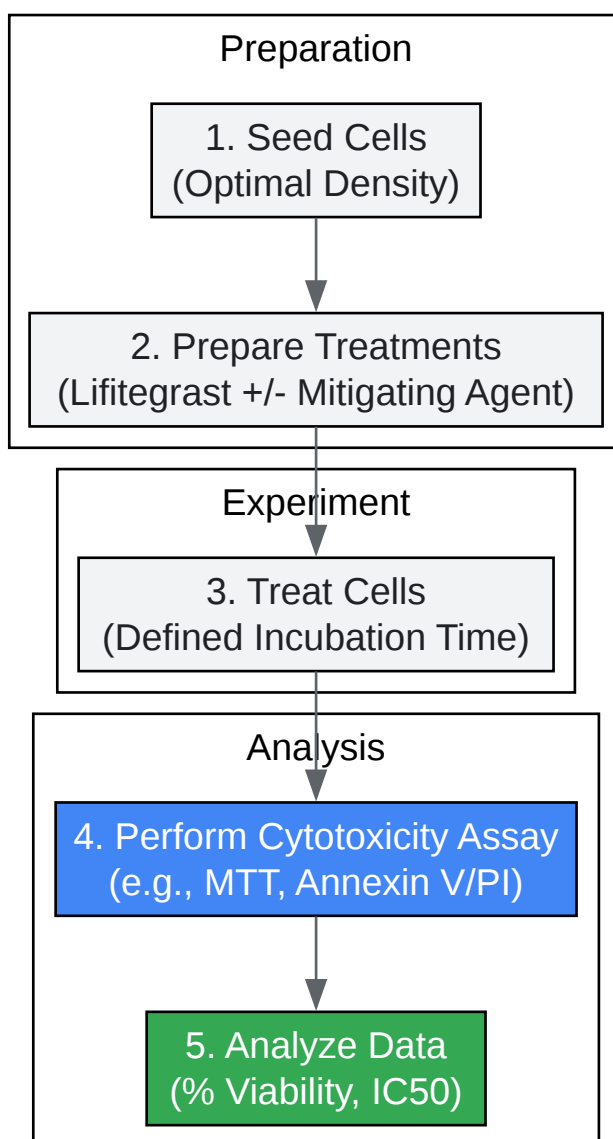 Preparation
1. Seed Cells
(Optimal Density)
2. Prepare Treatments
(Lifitegrast +/- Mitigating Agent)
Experiment
3. Treat Cells
(Defined Incubation Time)
Analysis
4. Perform Cytotoxicity Assay
(e.g., MTT, Annexin V/PI)
5. Analyze Data
(% Viability, IC50)